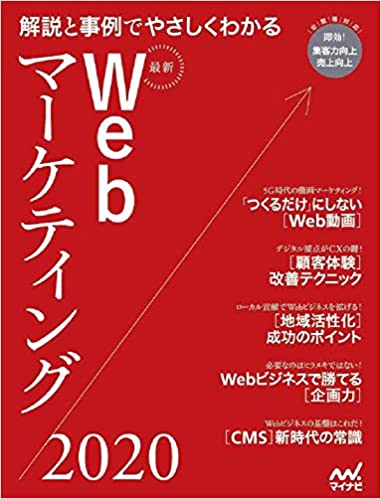 解説と事例でやさしくわかる
最新
Web
マーケティング
2020
全業種対応
即効!
集客力向上
売上向上
5G時代の動画マーケティング!
「つくるだけ」にしない
[Web動画]
デジタル接点がCXの鍵!
[顧客体験]
改善テクニック
ローカル貢献でWebビジネスを拡げる!
[地域活性化]
成功のポイント
必要なのはヒラメキではない!
Webビジネスで勝てる
[企画力]
Webビジネスの基盤はこれだ!
[CMS]新時代の常識
マイナビ